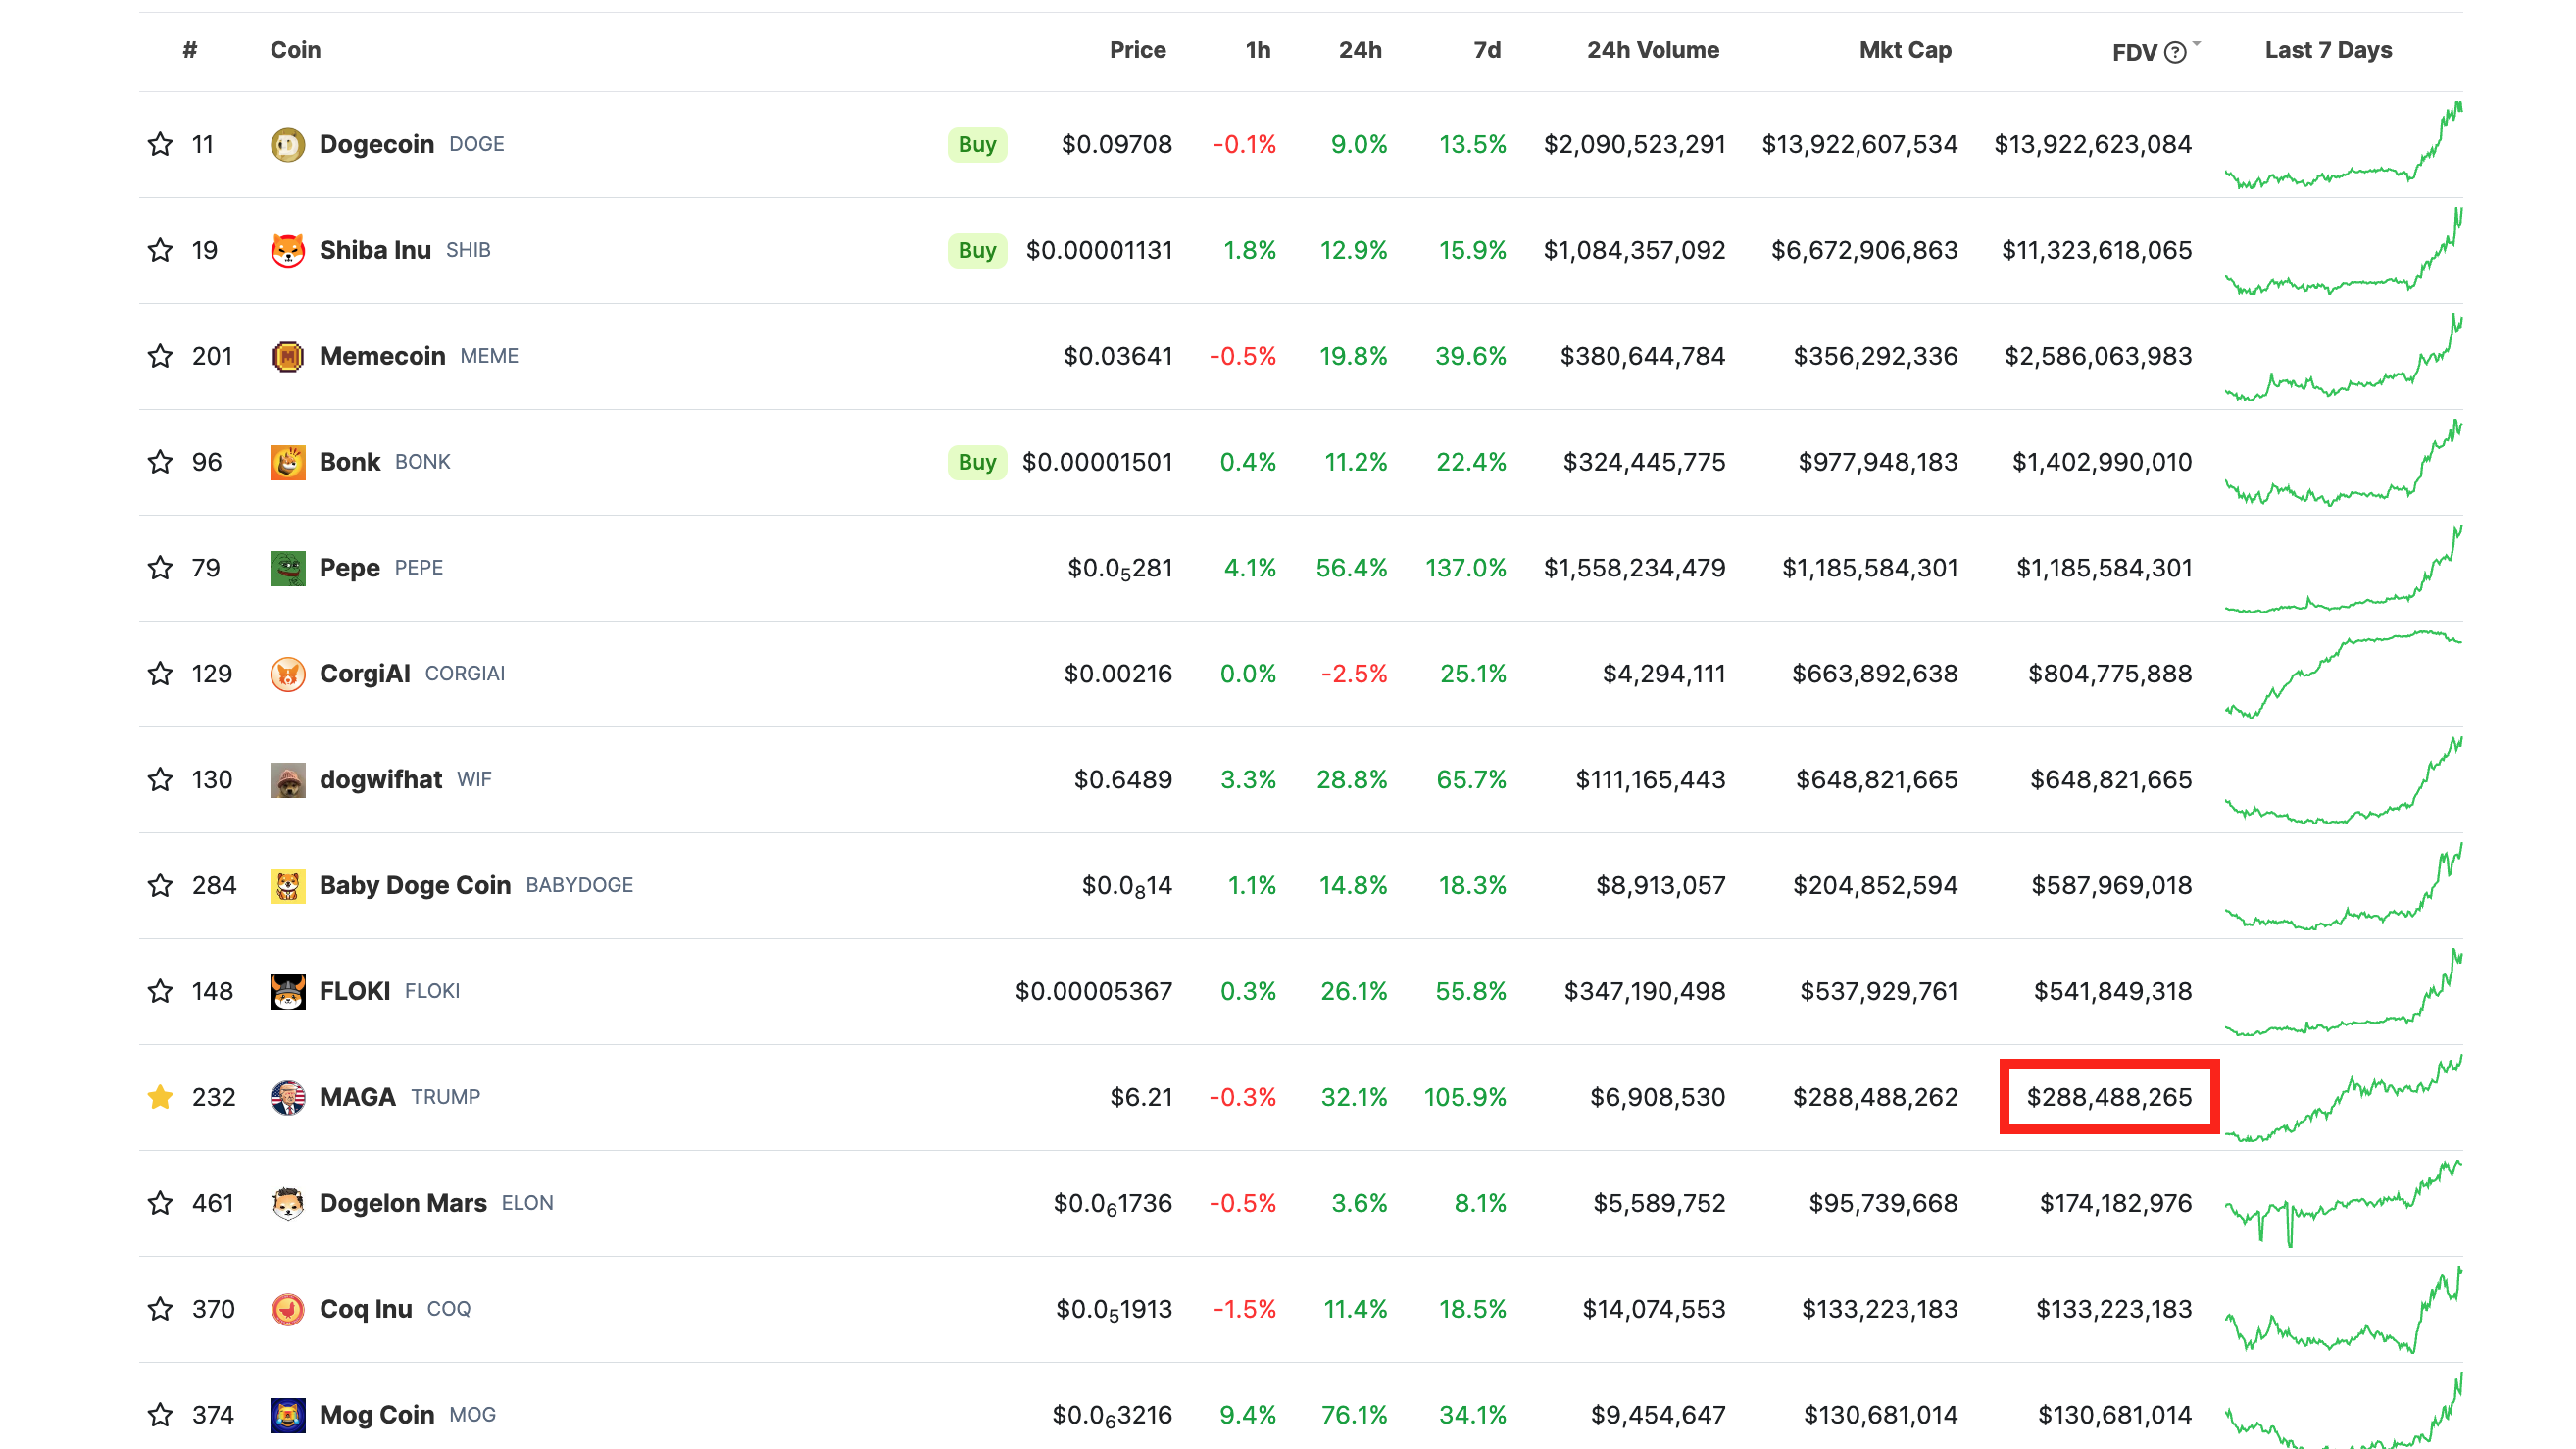 # Coin Price 1h 24h 7d 24h Volume Mkt Cap FDV ? Last 7 Days
11 Dogecoin DOGE Buy $0.09708 -0.1% 9.0% 13.5% $2,090,523,291 $13,922,607,534 $13,922,623,084
19 Shiba Inu SHIB Buy $0.00001131 1.8% 12.9% 15.9% $1,084,357,092 $6,672,906,863 $11,323,618,065
201 Memecoin MEME $0.03641 -0.5% 19.8% 39.6% $380,644,784 $356,292,336 $2,586,063,983
96 Bonk BONK Buy $0.00001501 0.4% 11.2% 22.4% $324,445,775 $977,948,183 $1,402,990,010
79 Pepe PEPE $0.0₅281 4.1% 56.4% 137.0% $1,558,234,479 $1,185,584,301 $1,185,584,301
129 CorgiAI CORGIAI $0.00216 0.0% -2.5% 25.1% $4,294,111 $663,892,638 $804,775,888
130 dogwifhat WIF $0.6489 3.3% 28.8% 65.7% $111,165,443 $648,821,665 $648,821,665
284 Baby Doge Coin BABYDOGE $0.0₈14 1.1% 14.8% 18.3% $8,913,057 $204,852,594 $587,969,018
148 FLOKI FLOKI $0.00005367 0.3% 26.1% 55.8% $347,190,498 $537,929,761 $541,849,318
232 MAGA TRUMP $6.21 -0.3% 32.1% 105.9% $6,908,530 $288,488,262 $288,488,265
461 Dogelon Mars ELON $0.0₆1736 -0.5% 3.6% 8.1% $5,589,752 $95,739,668 $174,182,976
370 Coq Inu COQ $0.0₅1913 -1.5% 11.4% 18.5% $14,074,553 $133,223,183 $133,223,183
374 Mog Coin MOG $0.0₆3216 9.4% 76.1% 34.1% $9,454,647 $130,681,014 $130,681,014